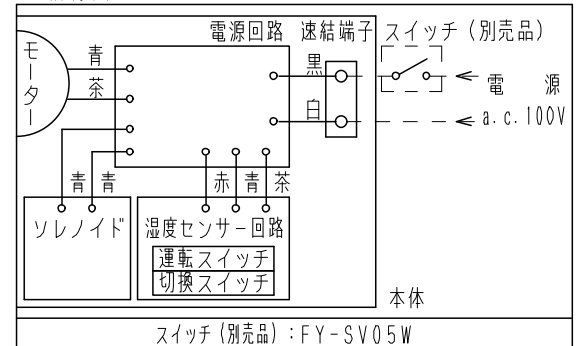 電源回路 速結端子 スイッチ(別売品)
モーター
青
茶
黒
白
電 源
a.c.100V
青 青
赤 青 茶
ソレノイド
湿度センサー回路
運転スイッチ
切換スイッチ
本体
スイッチ(別売品):FY-SV05W